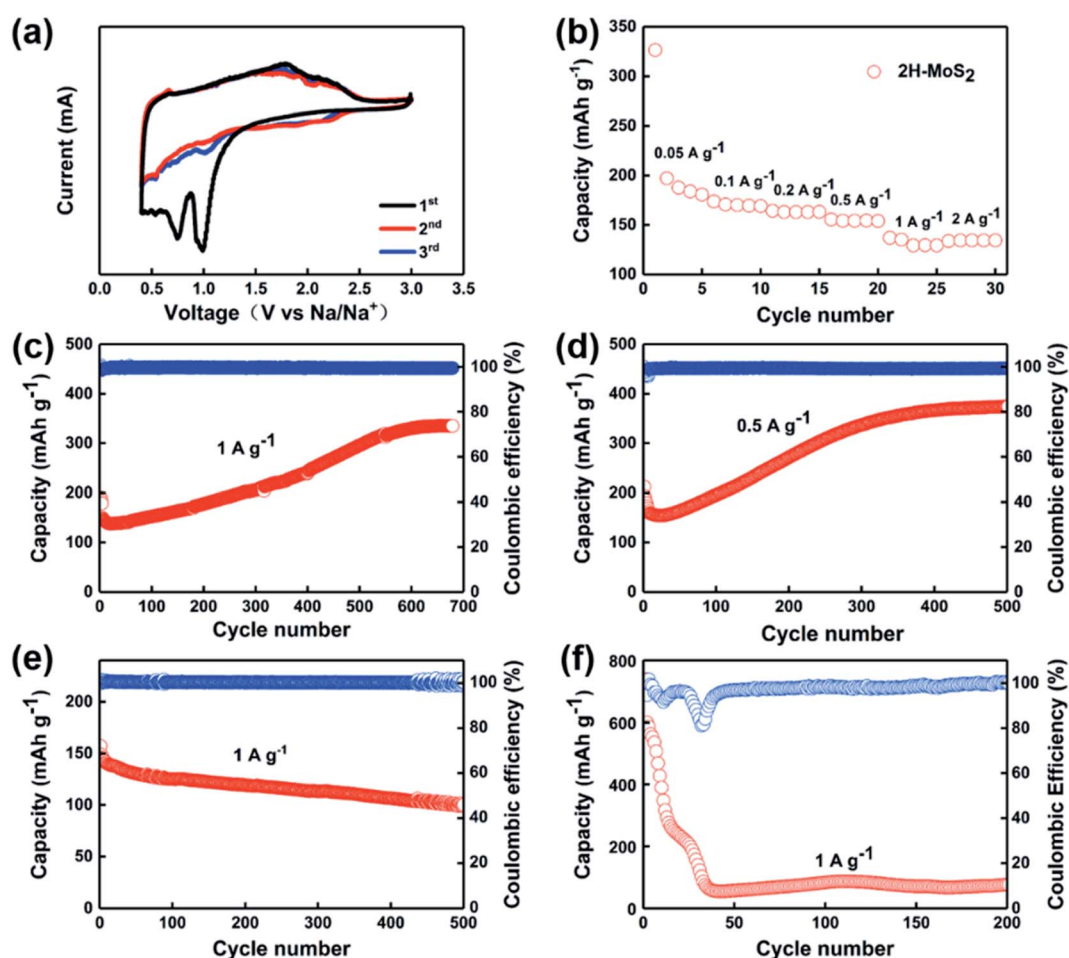 (a)
Current (mA)
1st
2nd
3rd
0.0 0.5 1.0 1.5 2.0 2.5 3.0 3.5
Voltage (V vs Na/Na+)
(b)
Capacity (mAh g-1)
350
300
250
200
150
100
2H-MoS2
0.05 A g-1
0.1 A g-1
0.2 A g-1
0.5 A g-1
1 A g-1
2 A g-1
0 5 10 15 20 25 30
Cycle number
(c)
Capacity (mAh g-1)
500
400
300
200
100
0
1 A g-1
100
80
60
40
20
0
Coulombic efficiency (%)
0 100 200 300 400 500 600 700
Cycle number
(d)
Capacity (mAh g-1)
500
400
300
200
100
0
0.5 A g-1
100
80
60
40
20
0
Coulombic efficiency (%)
0 100 200 300 400 500
Cycle number
(e)
Capacity (mAh g-1)
200
150
100
50
0
1 A g-1
100
80
60
40
20
0
Coulombic efficiency (%)
0 100 200 300 400 500
Cycle number
(f)
Capacity (mAh g-1)
800
600
400
200
0
1 A g-1
100
80
60
40
20
0
Coulombic Efficiency (%)
0 50 100 150 200
Cycle number